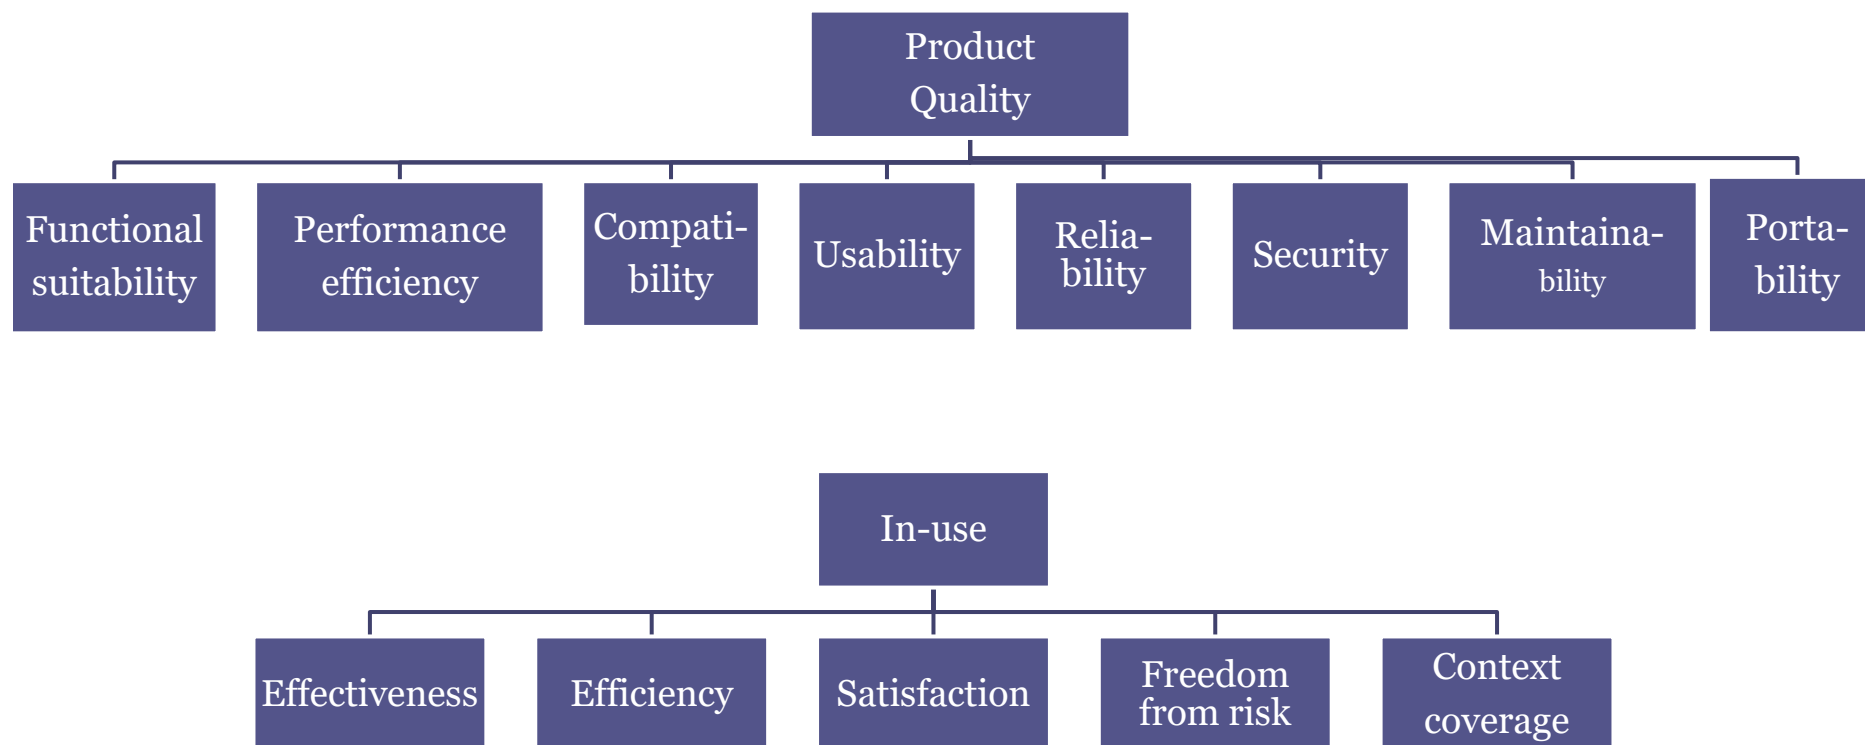 Product
Quality
Functional
suitability
Performance
efficiency
Compati-
bility
Usability
Relia-
bility
Security
Maintaina-
bility
Porta-
bility
In-use
Effectiveness
Efficiency
Satisfaction
Freedom
from risk
Context
coverage